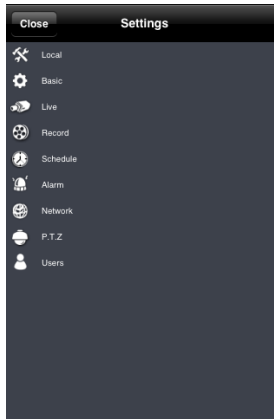 Close
Settings
Local
Basic
Live
Record
Schedule
Alarm
Network
P.T.Z
Users